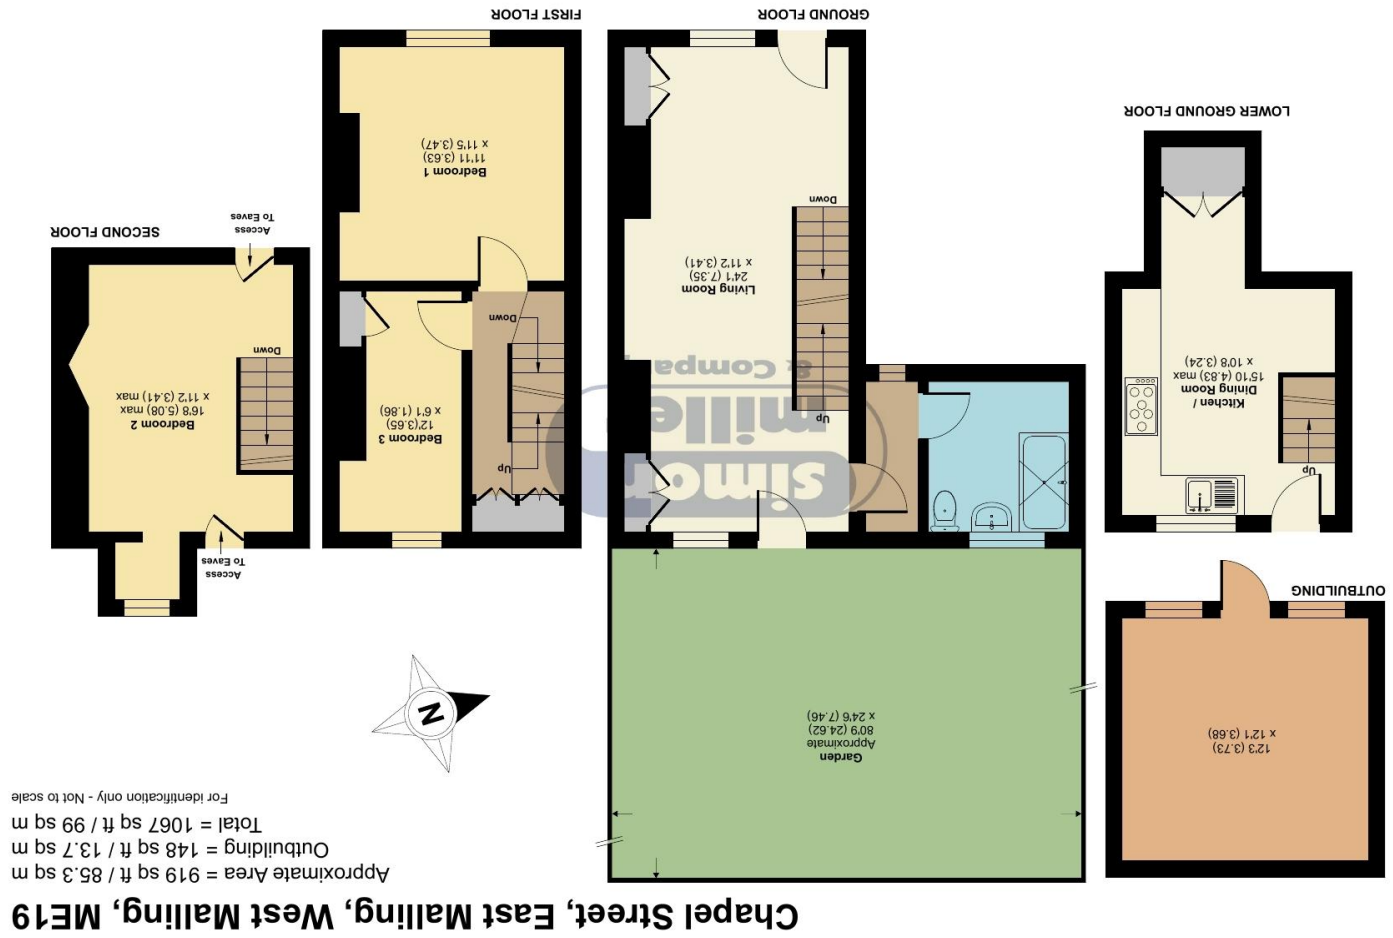 Chapel Street, East Malling, West Malling, ME19
Approximate Area = 919 sq ft / 85.3 sq m
Outbuilding = 148 sq ft / 13.7 sq m
Total = 1067 sq ft / 99 sq m
For identification only - Not to scale
N
12'3 (3.73)
x 12'1 (3.68)
OUTBUILDING
Garden
Approximate
80'9 (24.62)
x 24'6 (7.46)
Access
To Eaves
Up
Kitchen /
Dining Room
15'10 (4.83) max
x 10'8 (3.24)
LOWER GROUND FLOOR
simon
miller
& Company
Up
Living Room
24'1 (7.35)
x 11'2 (3.41)
Down
GROUND FLOOR
Up
Bedroom 3
12'(3.65)
x 6'1 (1.86)
Down
Bedroom 1
11'11 (3.63)
x 11'5 (3.47)
FIRST FLOOR
Bedroom 2
16'8 (5.08) max
x 11'2 (3.41) max
Down
Access
To Eaves
SECOND FLOOR